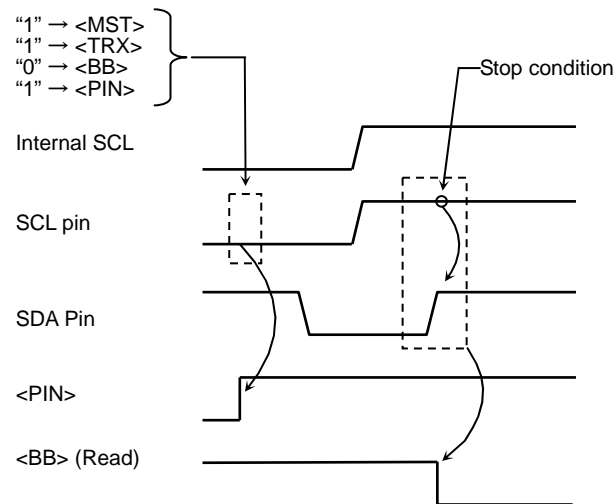 “1” → <MST>
“1” → <TRX>
“0” → <BB>
“1” → <PIN>
Stop condition
Internal SCL
SCL pin
SDA Pin
<PIN>
<BB> (Read)